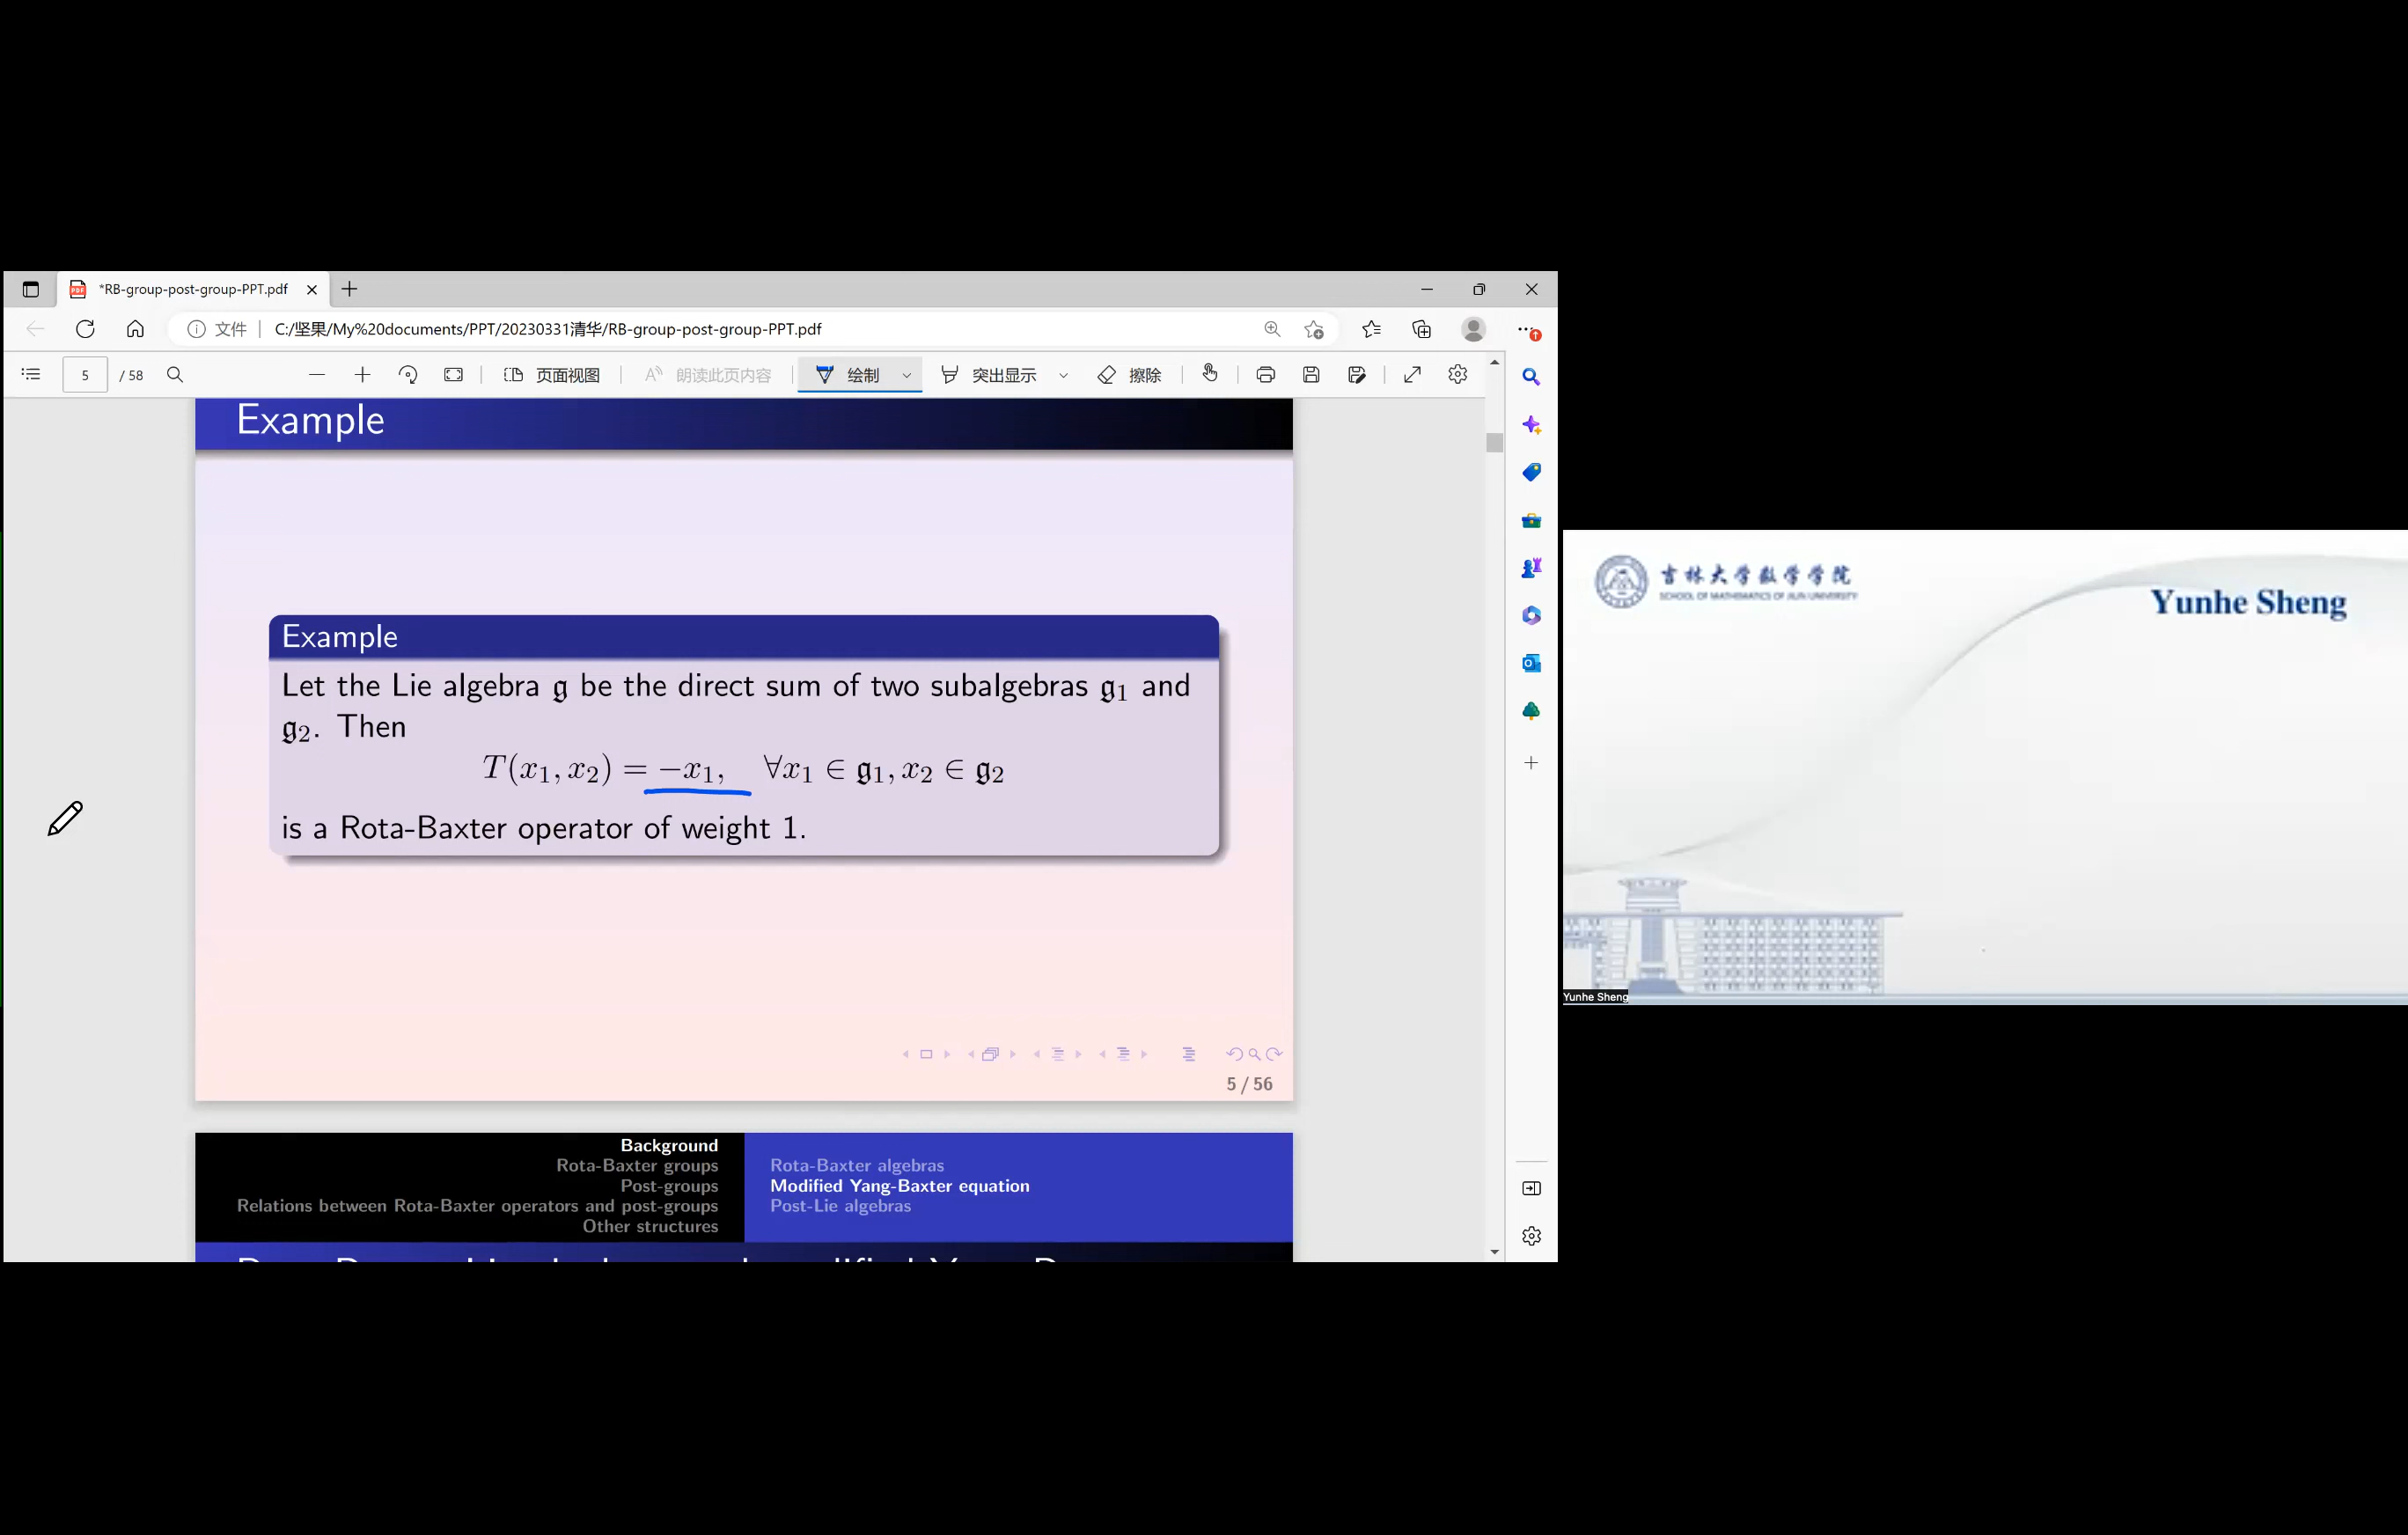 *RB-group-post-group-PPT.pdf
文件 | C:/坚果/My%20documents/PPT/20230331清华/RB-group-post-group-PPT.pdf
5 / 58 页面视图 朗读此页内容 绘制 突出显示 擦除
Example
Example
Let the Lie algebra 𝔤 be the direct sum of two subalgebras 𝔤₁ and
𝔤₂. Then
T(x₁, x₂) = −x₁, ∀x₁ ∈ 𝔤₁, x₂ ∈ 𝔤₂
is a Rota-Baxter operator of weight 1.
5 / 56
Background
Rota-Baxter groups
Post-groups
Relations between Rota-Baxter operators and post-groups
Other structures
Rota-Baxter algebras
Modified Yang-Baxter equation
Post-Lie algebras
吉林大学数学学院
SCHOOL OF MATHEMATICS OF JILIN UNIVERSITY
Yunhe Sheng
Yunhe Sheng